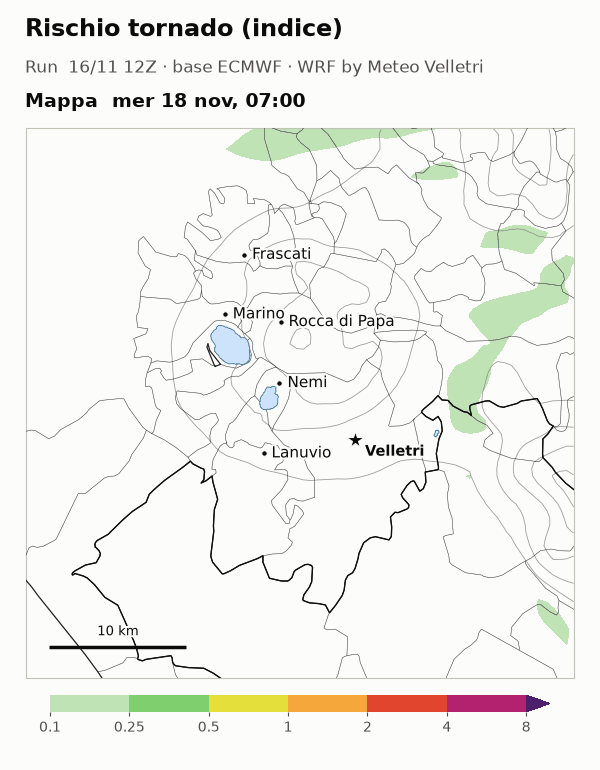 Rischio tornado (indice)
Run  16/11 12Z · base ECMWF · WRF by Meteo Velletri
Mappa  mer 18 nov, 07:00
Frascati
Marino
Rocca di Papa
Nemi
Velletri
Lanuvio
10 km
0.1 0.25 0.5 1 2 4 8